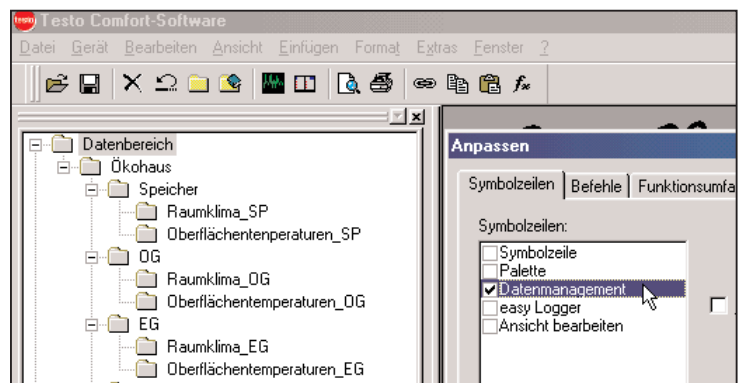 testo Testo Comfort-Software
Datei Gerät Bearbeiten Ansicht Einfügen Format Extras Fenster ?
Datenbereich
Ökohaus
Speicher
Raumklima_SP
Oberflächentenperaturen_SP
OG
Raumklima_OG
Oberflächentemperaturen_OG
EG
Raumklima_EG
Oberflächentemperaturen_EG
Anpassen
Symbolzeilen Befehle Funktionsumfa
Symbolzeilen:
Symbolzeile
Palette
Datenmanagement
easy Logger
Ansicht bearbeiten